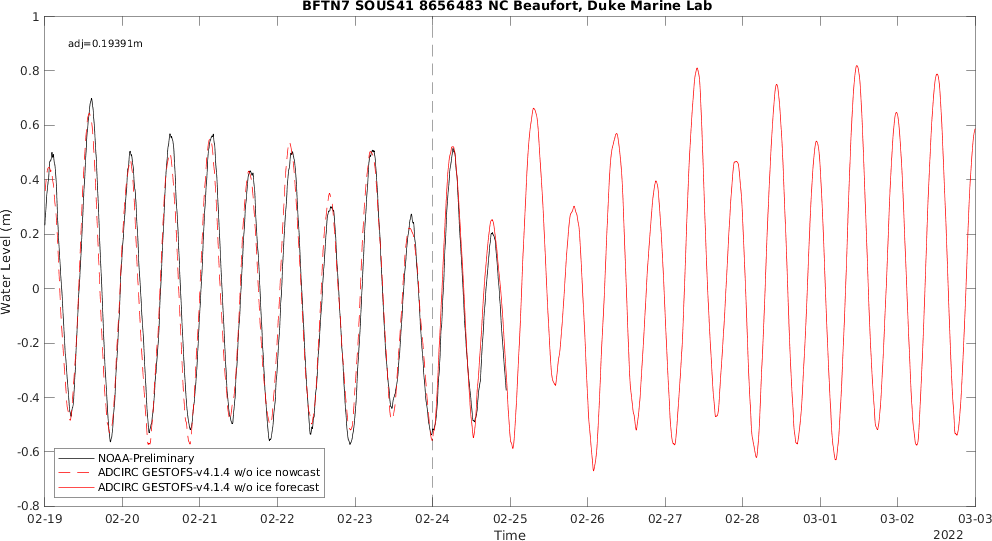 BFTN7 SOUS41 8656483 NC Beaufort, Duke Marine Lab
adj=0.19391m
1
0.8
0.6
0.4
0.2
0
-0.2
-0.4
-0.6
-0.8
Water Level (m)
NOAA-Preliminary
ADCIRC GESTOFS-v4.1.4 w/o ice nowcast
ADCIRC GESTOFS-v4.1.4 w/o ice forecast
02-19 02-20 02-21 02-22 02-23 02-24 02-25 02-26 02-27 02-28 03-01 03-02 03-03
Time
2022